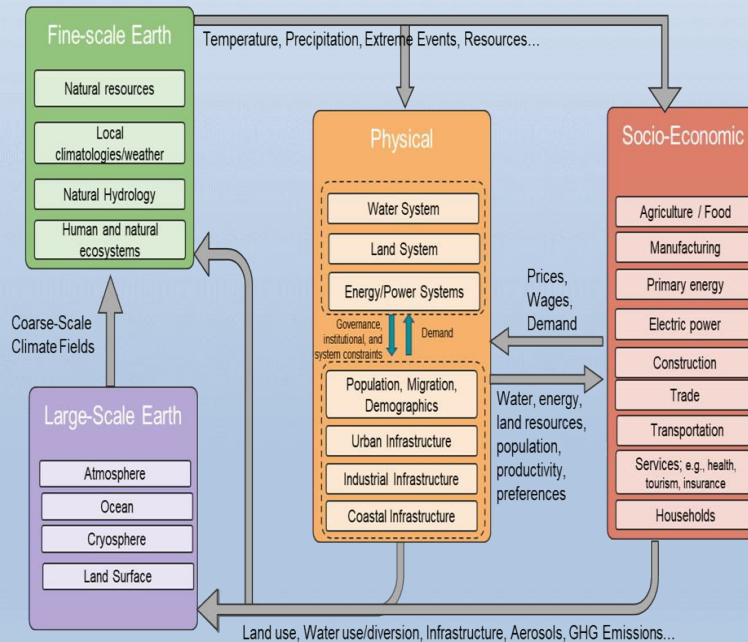 Fine-scale Earth
Natural resources
Local
climatologies/weather
Natural Hydrology
Human and natural
ecosystems
Temperature, Precipitation, Extreme Events, Resources...
Coarse-Scale
Climate Fields
Large-Scale Earth
Atmosphere
Ocean
Cryosphere
Land Surface
Physical
Water System
Land System
Energy/Power Systems
Governance,
institutional, and
system constraints
Demand
Population, Migration,
Demographics
Urban Infrastructure
Industrial Infrastructure
Coastal Infrastructure
Prices,
Wages,
Demand
Water, energy,
land resources,
population,
productivity,
preferences
Socio-Economic
Agriculture / Food
Manufacturing
Primary energy
Electric power
Construction
Trade
Transportation
Services; e.g., health,
tourism, insurance
Households
Land use, Water use/diversion, Infrastructure, Aerosols, GHG Emissions...